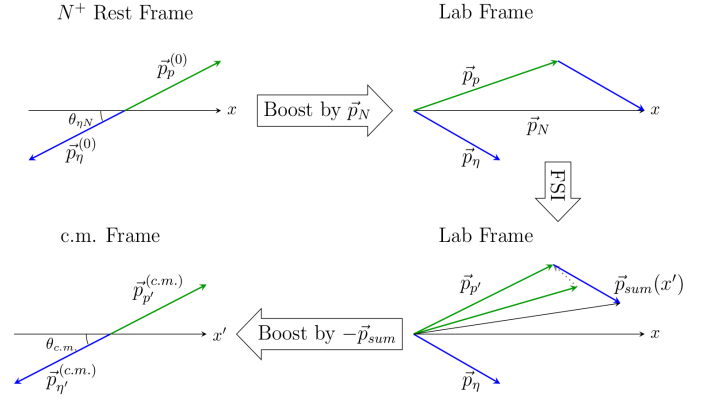 N⁺ Rest Frame
Lab Frame
p⃗_p^(0)
θ_ηN
p⃗_η^(0)
x
Boost by p⃗_N
p⃗_p
x
p⃗_N
p⃗_η
FSI
c.m. Frame
Lab Frame
p⃗_p′^(c.m.)
θ_c.m.
p⃗_η′^(c.m.)
x′
Boost by −p⃗_sum
p⃗_p′
p⃗_sum(x′)
x
p⃗_η